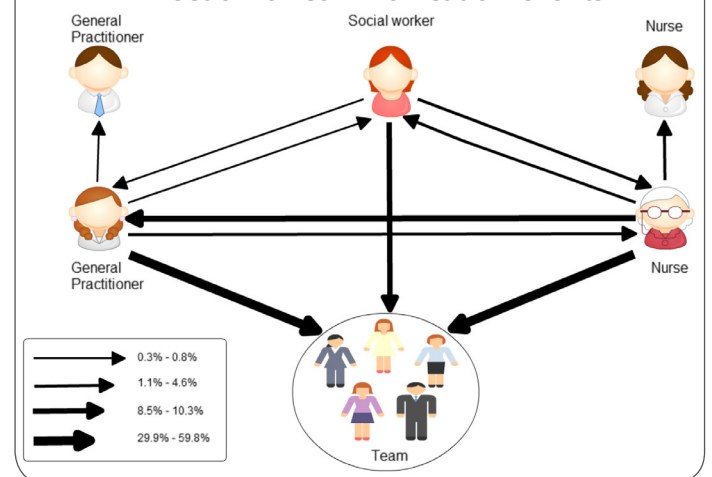 General
Practitioner
Social worker
Nurse
General
Practitioner
Nurse
0.3% - 0.8%
1.1% - 4.6%
8.5% - 10.3%
29.9% - 59.8%
Team